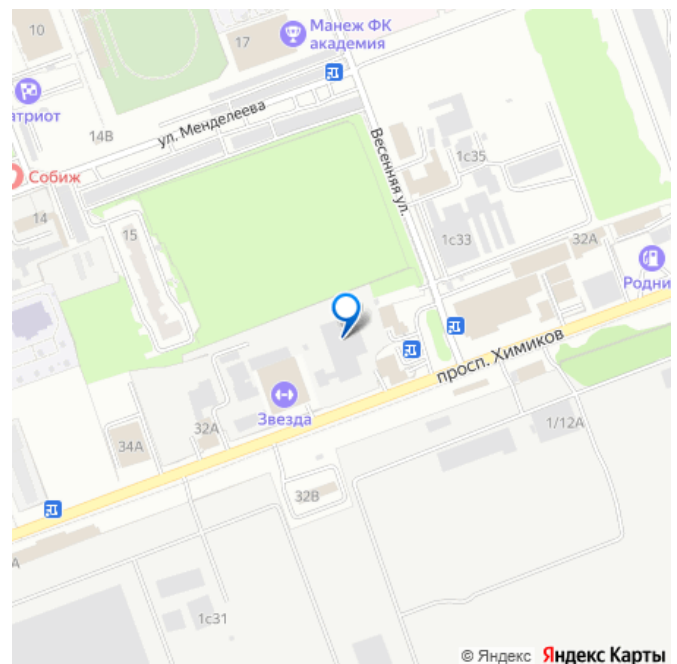 10
17
Манеж ФК
академия
атриот
14В
ул. Менделеева
Собиж
14
15
Весенняя ул.
1с35
1с33
32А
Родни
просп. Химиков
Звезда
32А
34А
1/12А
32В
А
1с31
© Яндекс Яндекс Карты